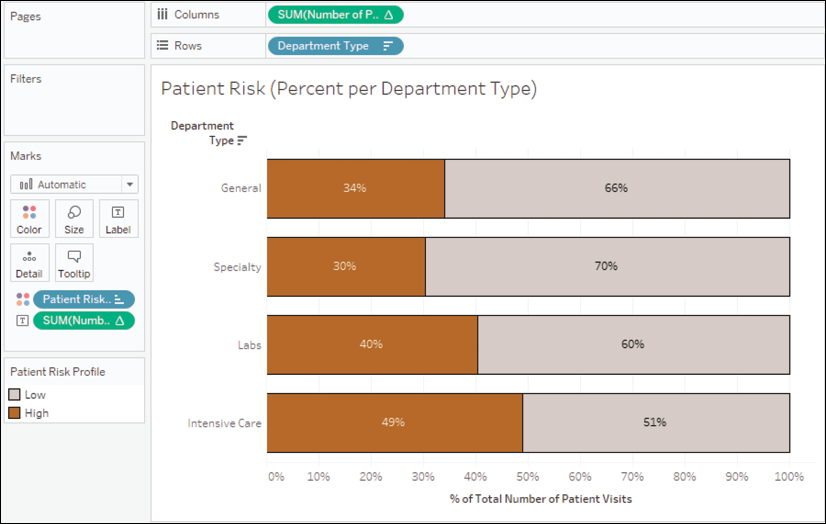 Pages
Columns
SUM(Number of P..
Rows
Department Type
Filters
Marks
Automatic
Color
Size
Label
Detail
Tooltip
Patient Risk..
SUM(Numb..
Patient Risk Profile
Low
High
Patient Risk (Percent per Department Type)
Department
Type
General
34%
66%
Specialty
30%
70%
Labs
40%
60%
Intensive Care
49%
51%
0% 10% 20% 30% 40% 50% 60% 70% 80% 90% 100%
% of Total Number of Patient Visits